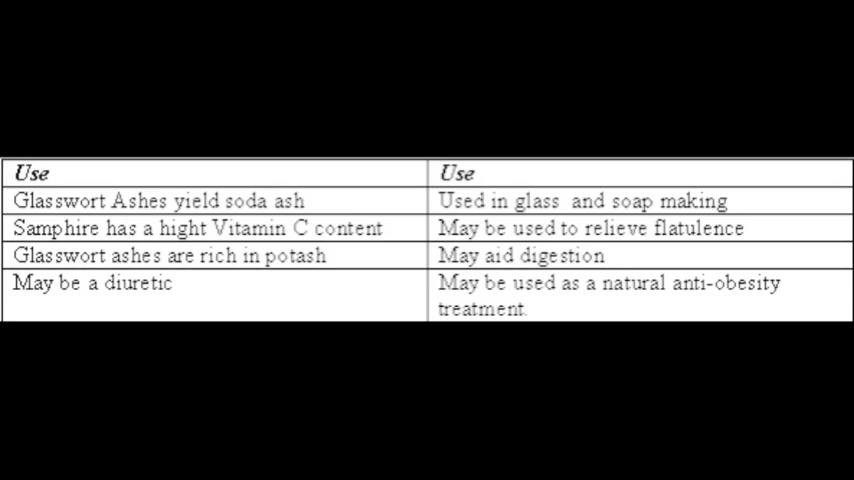 Use Use
Glasswort Ashes yield soda ash Used in glass and soap making
Samphire has a hight Vitamin C content May be used to relieve flatulence
Glasswort ashes are rich in potash May aid digestion
May be a diuretic May be used as a natural anti-obesity
treatment.